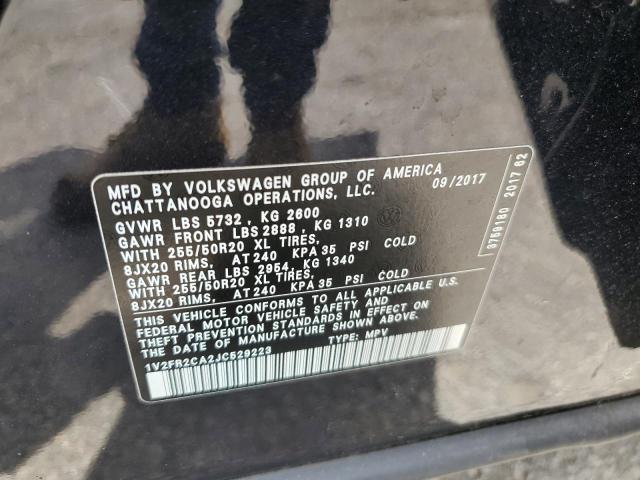 MFD BY VOLKSWAGEN GROUP OF AMERICA
CHATTANOOGA OPERATIONS, LLC. 09/2017
GVWR LBS 5732 , KG 2600
GAWR FRONT LBS 2888 , KG 1310
WITH 255/50R20 XL TIRES,
8JX20 RIMS, AT 240 KPA 35 PSI COLD
GAWR REAR LBS 2954, KG 1340
WITH 255/50R20 XL TIRES,
8JX20 RIMS, AT 240 KPA 35 PSI COLD
THIS VEHICLE CONFORMS TO ALL APPLICABLE U.S.
FEDERAL MOTOR VEHICLE SAFETY AND
THEFT PREVENTION STANDARDS IN EFFECT ON
THE DATE OF MANUFACTURE SHOWN ABOVE.
1V2FR2CA2JC529223 TYPE: MPV
3759180 2017 62